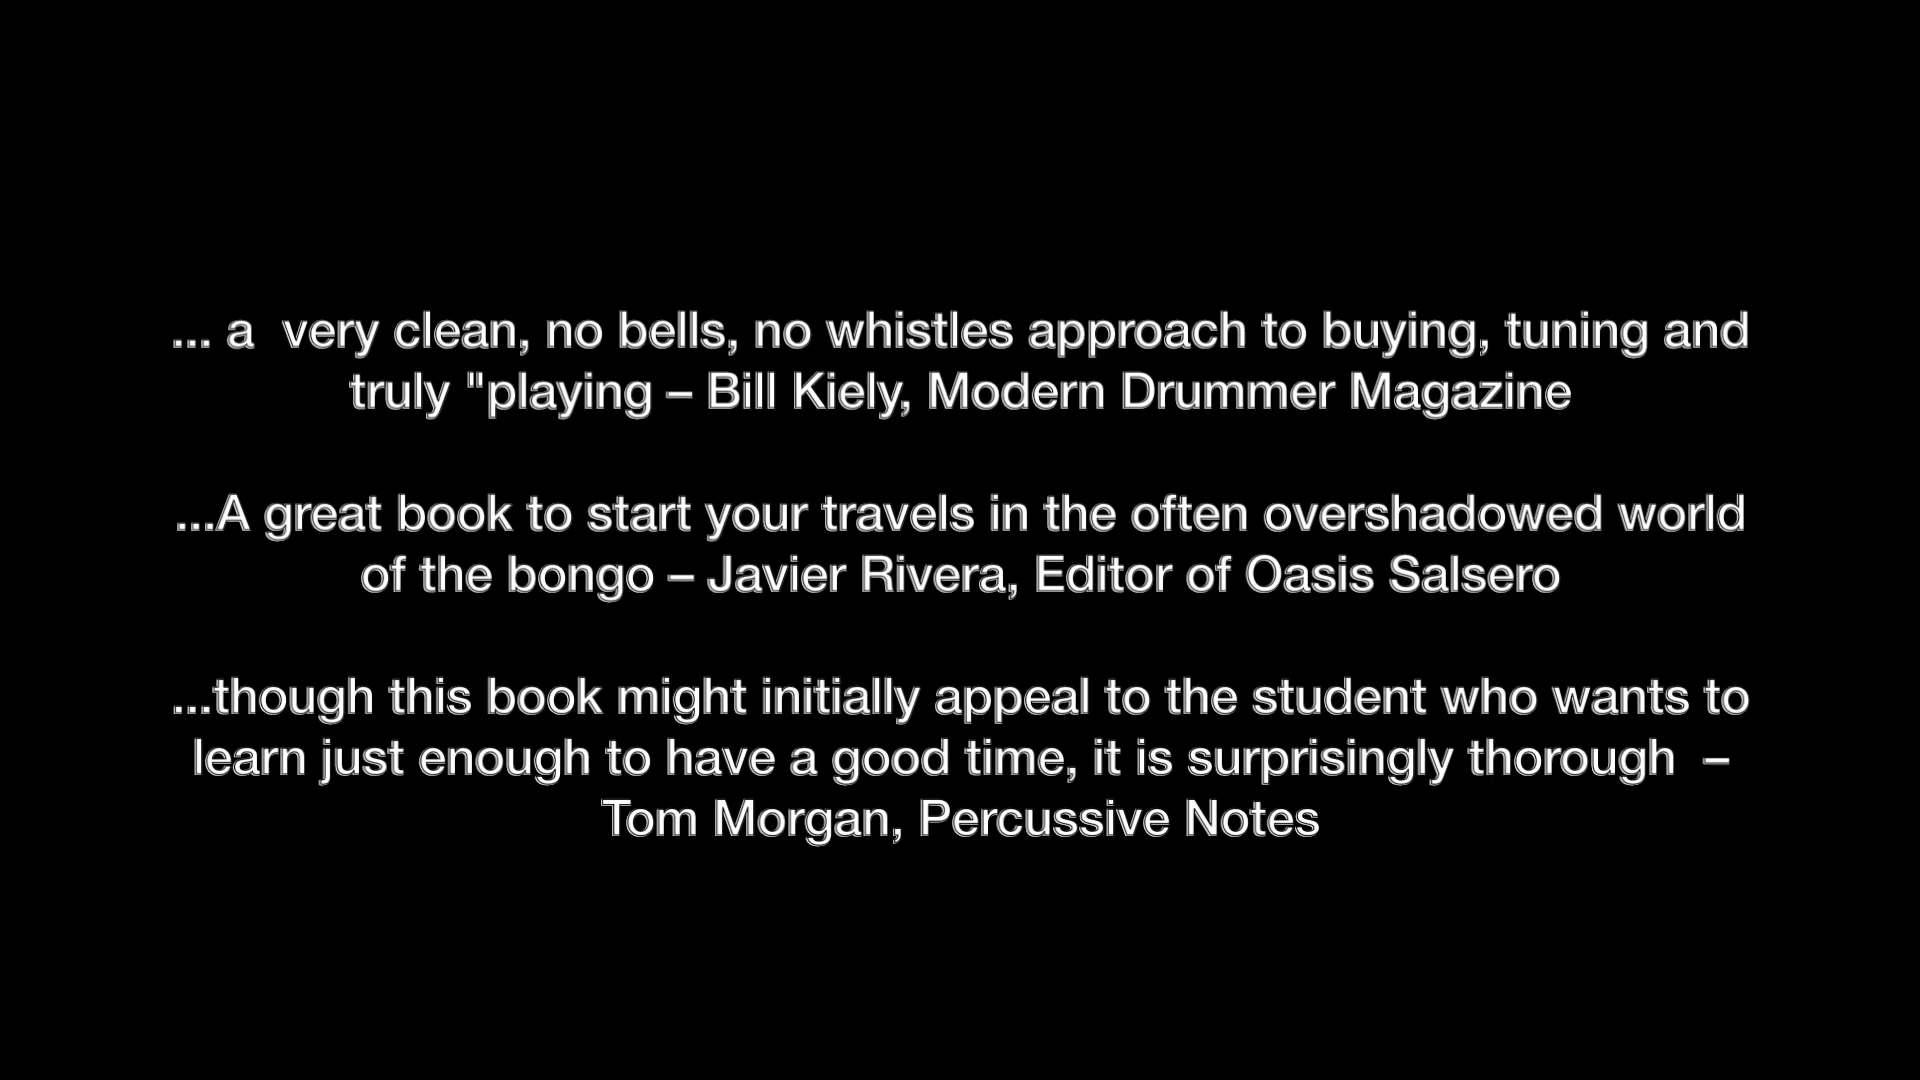 ... a  very clean, no bells, no whistles approach to buying, tuning and
truly "playing – Bill Kiely, Modern Drummer Magazine
...A great book to start your travels in the often overshadowed world
of the bongo – Javier Rivera, Editor of Oasis Salsero
...though this book might initially appeal to the student who wants to
learn just enough to have a good time, it is surprisingly thorough  –
Tom Morgan, Percussive Notes